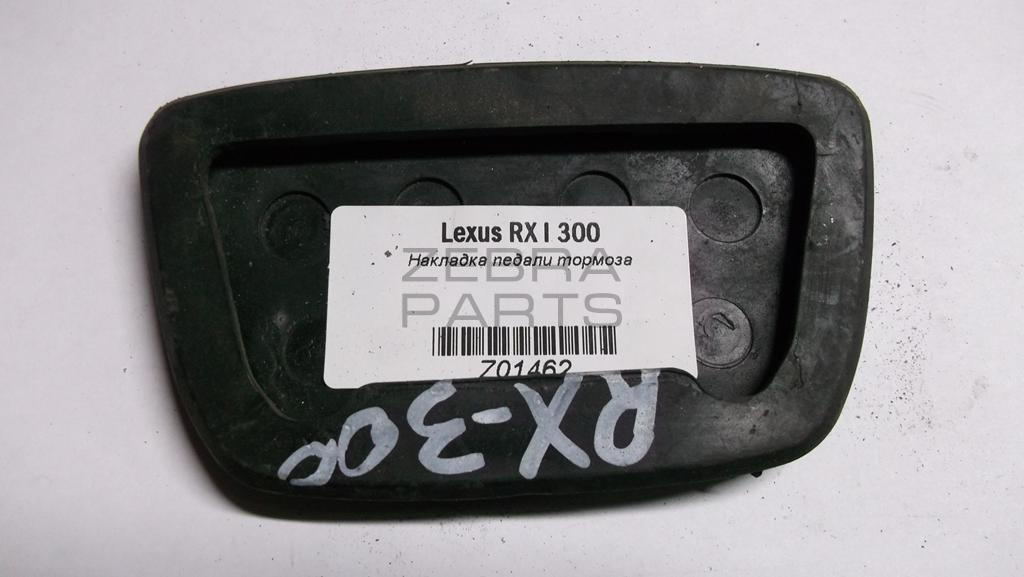 Lexus RX I 300
Накладка педали тормоза
ZEBRA
PARTS
Z01462
RX-300